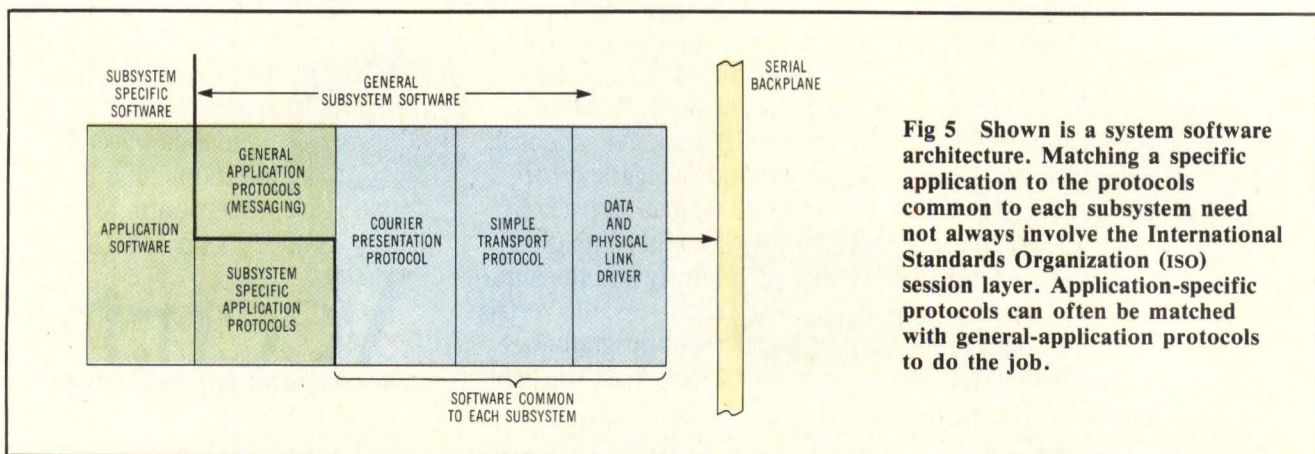 SUBSYSTEM
SPECIFIC
SOFTWARE
GENERAL
SUBSYSTEM SOFTWARE
SERIAL
BACKPLANE
APPLICATION
SOFTWARE
GENERAL
APPLICATION
PROTOCOLS
(MESSAGING)
SUBSYSTEM
SPECIFIC
APPLICATION
PROTOCOLS
COURIER
PRESENTATION
PROTOCOL
SIMPLE
TRANSPORT
PROTOCOL
DATA
AND
PHYSICAL
LINK
DRIVER
SOFTWARE COMMON
TO EACH SUBSYSTEM
Fig 5 Shown is a system software
architecture. Matching a specific
application to the protocols
common to each subsystem need
not always involve the International
Standards Organization (ISO)
session layer. Application-specific
protocols can often be matched
with general-application protocols
to do the job.